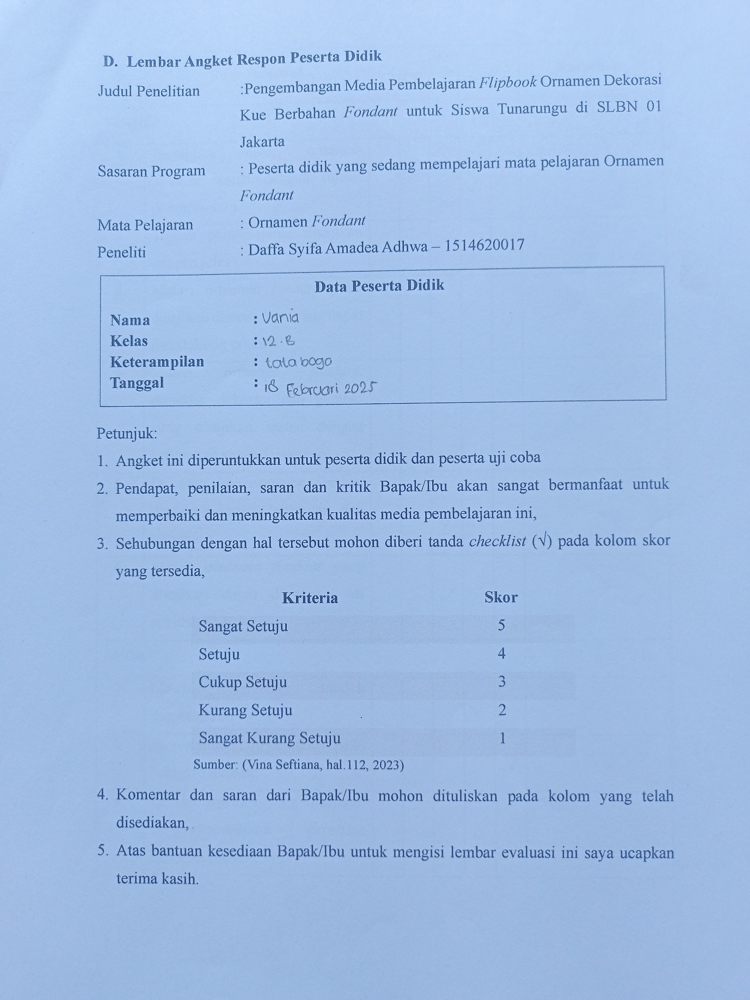 D. Lembar Angket Respon Peserta Didik
Judul Penelitian :Pengembangan Media Pembelajaran Flipbook Ornamen Dekorasi
Kue Berbahan Fondant untuk Siswa Tunarungu di SLBN 01
Jakarta
Sasaran Program : Peserta didik yang sedang mempelajari mata pelajaran Ornamen
Fondant
Mata Pelajaran : Ornamen Fondant
Peneliti : Daffa Syifa Amadea Adhwa – 1514620017
Data Peserta Didik
Nama : Vania
Kelas : 12.B
Keterampilan : tata boga
Tanggal : 18 Februari 2025
Petunjuk:
1. Angket ini diperuntukkan untuk peserta didik dan peserta uji coba
2. Pendapat, penilaian, saran dan kritik Bapak/Ibu akan sangat bermanfaat untuk
memperbaiki dan meningkatkan kualitas media pembelajaran ini,
3. Sehubungan dengan hal tersebut mohon diberi tanda checklist (√) pada kolom skor
yang tersedia,
Kriteria Skor
Sangat Setuju 5
Setuju 4
Cukup Setuju 3
Kurang Setuju 2
Sangat Kurang Setuju 1
Sumber: (Vina Seftiana, hal.112, 2023)
4. Komentar dan saran dari Bapak/Ibu mohon dituliskan pada kolom yang telah
disediakan,
5. Atas bantuan kesediaan Bapak/Ibu untuk mengisi lembar evaluasi ini saya ucapkan
terima kasih.